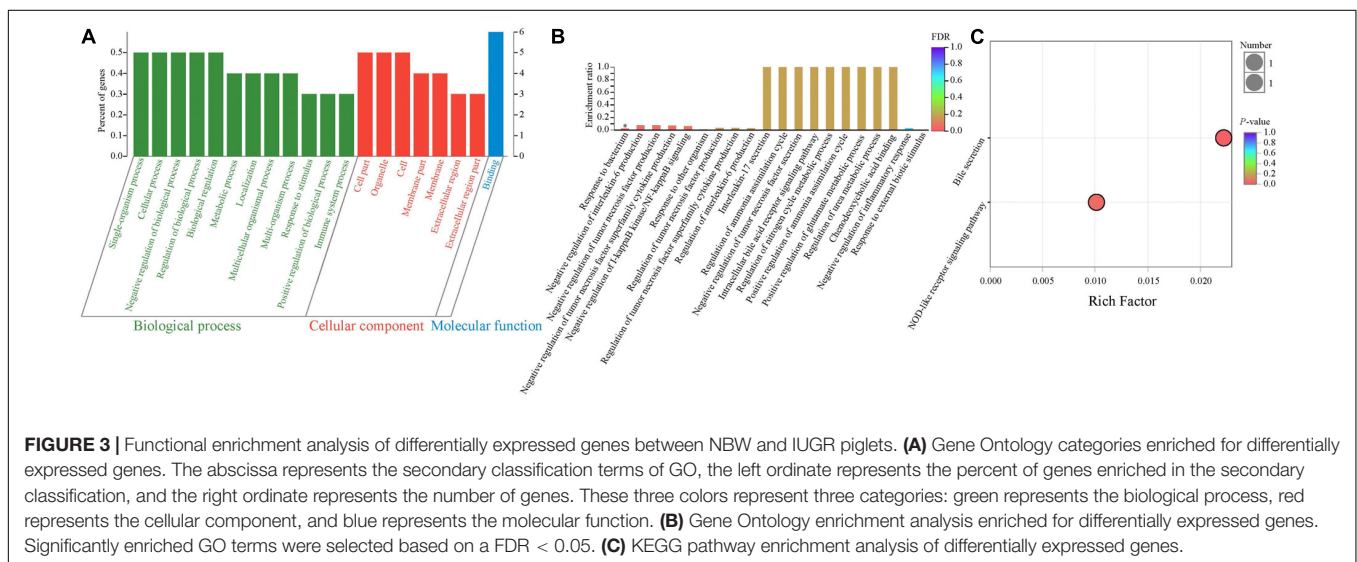 A
Percent of genes
0.5
0.4
0.3
0.2
0.1
0.0
6
5
4
3
2
1
0
Single-organism process
Cellular process
Negative regulation of biological process
Regulation of biological process
Biological regulation
Metabolic process
Localization
Multicellular organismal process
Multi-organism process
Response to stimulus
Positive regulation of biological process
Immune system process
Cell part
Organelle
Cell
Membrane part
Membrane
Extracellular region
Extracellular region part
Binding
Biological process
Cellular component
Molecular function
B
Enrichment ratio
1.0
0.8
0.6
0.4
0.2
0.0
*
Response to bacterium
Negative regulation of interleukin-6 production
Negative regulation of tumor necrosis factor production
Negative regulation of tumor necrosis factor superfamily cytokine production
Negative regulation of I-kappaB kinase/NF-kappaB signaling
Response to other organism
Regulation of tumor necrosis factor production
Regulation of tumor necrosis factor superfamily cytokine production
Regulation of interleukin-6 production
Interleukin-17 secretion
Regulation of ammonia assimilation cycle
Negative regulation of tumor necrosis factor secretion
Intracellular bile acid receptor signaling pathway
Regulation of nitrogen cycle metabolic process
Positive regulation of ammonia assimilation cycle
Positive regulation of glutamate metabolic process
Regulation of urea metabolic process
Chenodeoxycholic acid binding
Negative regulation of inflammatory response
Response to external biotic stimulus
FDR
1.0
0.8
0.6
0.4
0.2
0.0
C
Bile secretion
NOD-like receptor signaling pathway
0.000
0.005
0.010
0.015
0.020
Rich Factor
Number
1
1
P-value
1.0
0.8
0.6
0.4
0.2
0.0
FIGURE 3 | Functional enrichment analysis of differentially expressed genes between NBW and IUGR piglets. (A) Gene Ontology categories enriched for differentially
expressed genes. The abscissa represents the secondary classification terms of GO, the left ordinate represents the percent of genes enriched in the secondary
classification, and the right ordinate represents the number of genes. These three colors represent three categories: green represents the biological process, red
represents the cellular component, and blue represents the molecular function. (B) Gene Ontology enrichment analysis enriched for differentially expressed genes.
Significantly enriched GO terms were selected based on a FDR < 0.05. (C) KEGG pathway enrichment analysis of differentially expressed genes.